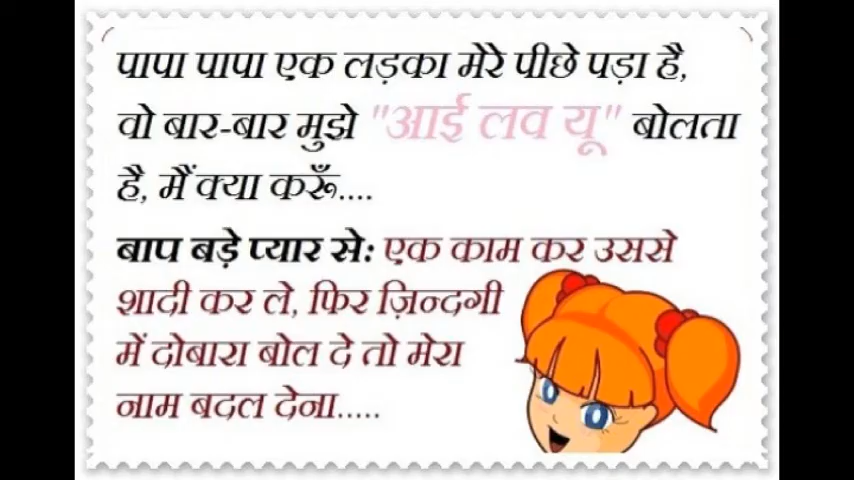 पापा पापा एक लड़का मेरे पीछे पड़ा है,
वो बार-बार मुझे "आई लव यू" बोलता
है, मैं क्या करूँ....
बाप बड़े प्यार से: एक काम कर उससे
शादी कर ले, फिर ज़िन्दगी
में दोबारा बोल दे तो मेरा
नाम बदल देना.....